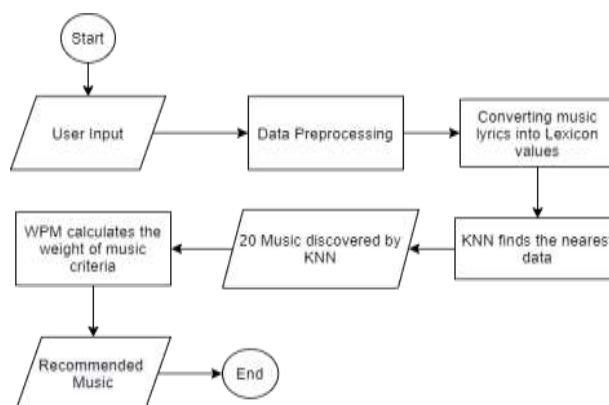 Start
User Input
Data Preprocessing
Converting music
lyrics into Lexicon
values
WPM calculates the
weight of music
criteria
20 Music discovered by
KNN
KNN finds the nearest
data
Recommended
Music
End